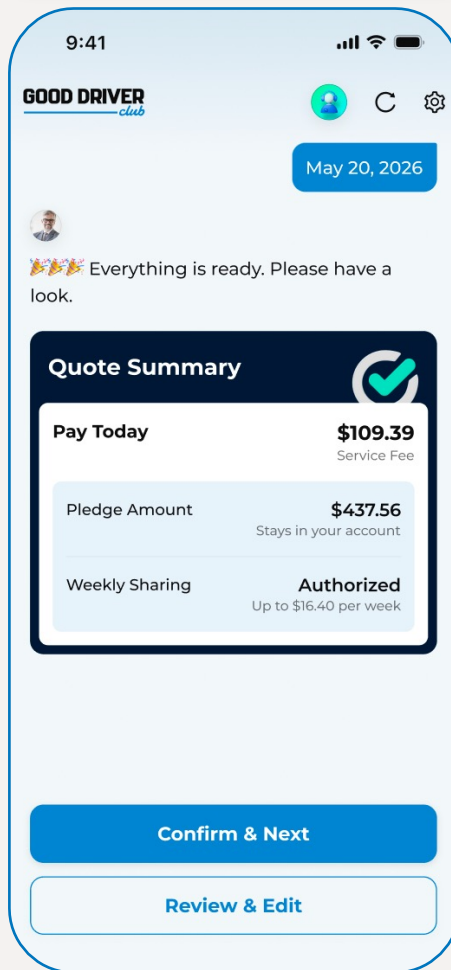 9:41
GOOD DRIVER
club
May 20, 2026
🎉🎉🎉 Everything is ready. Please have a
look.
Quote Summary
Pay Today
$109.39
Service Fee
Pledge Amount
$437.56
Stays in your account
Weekly Sharing
Authorized
Up to $16.40 per week
Confirm & Next
Review & Edit